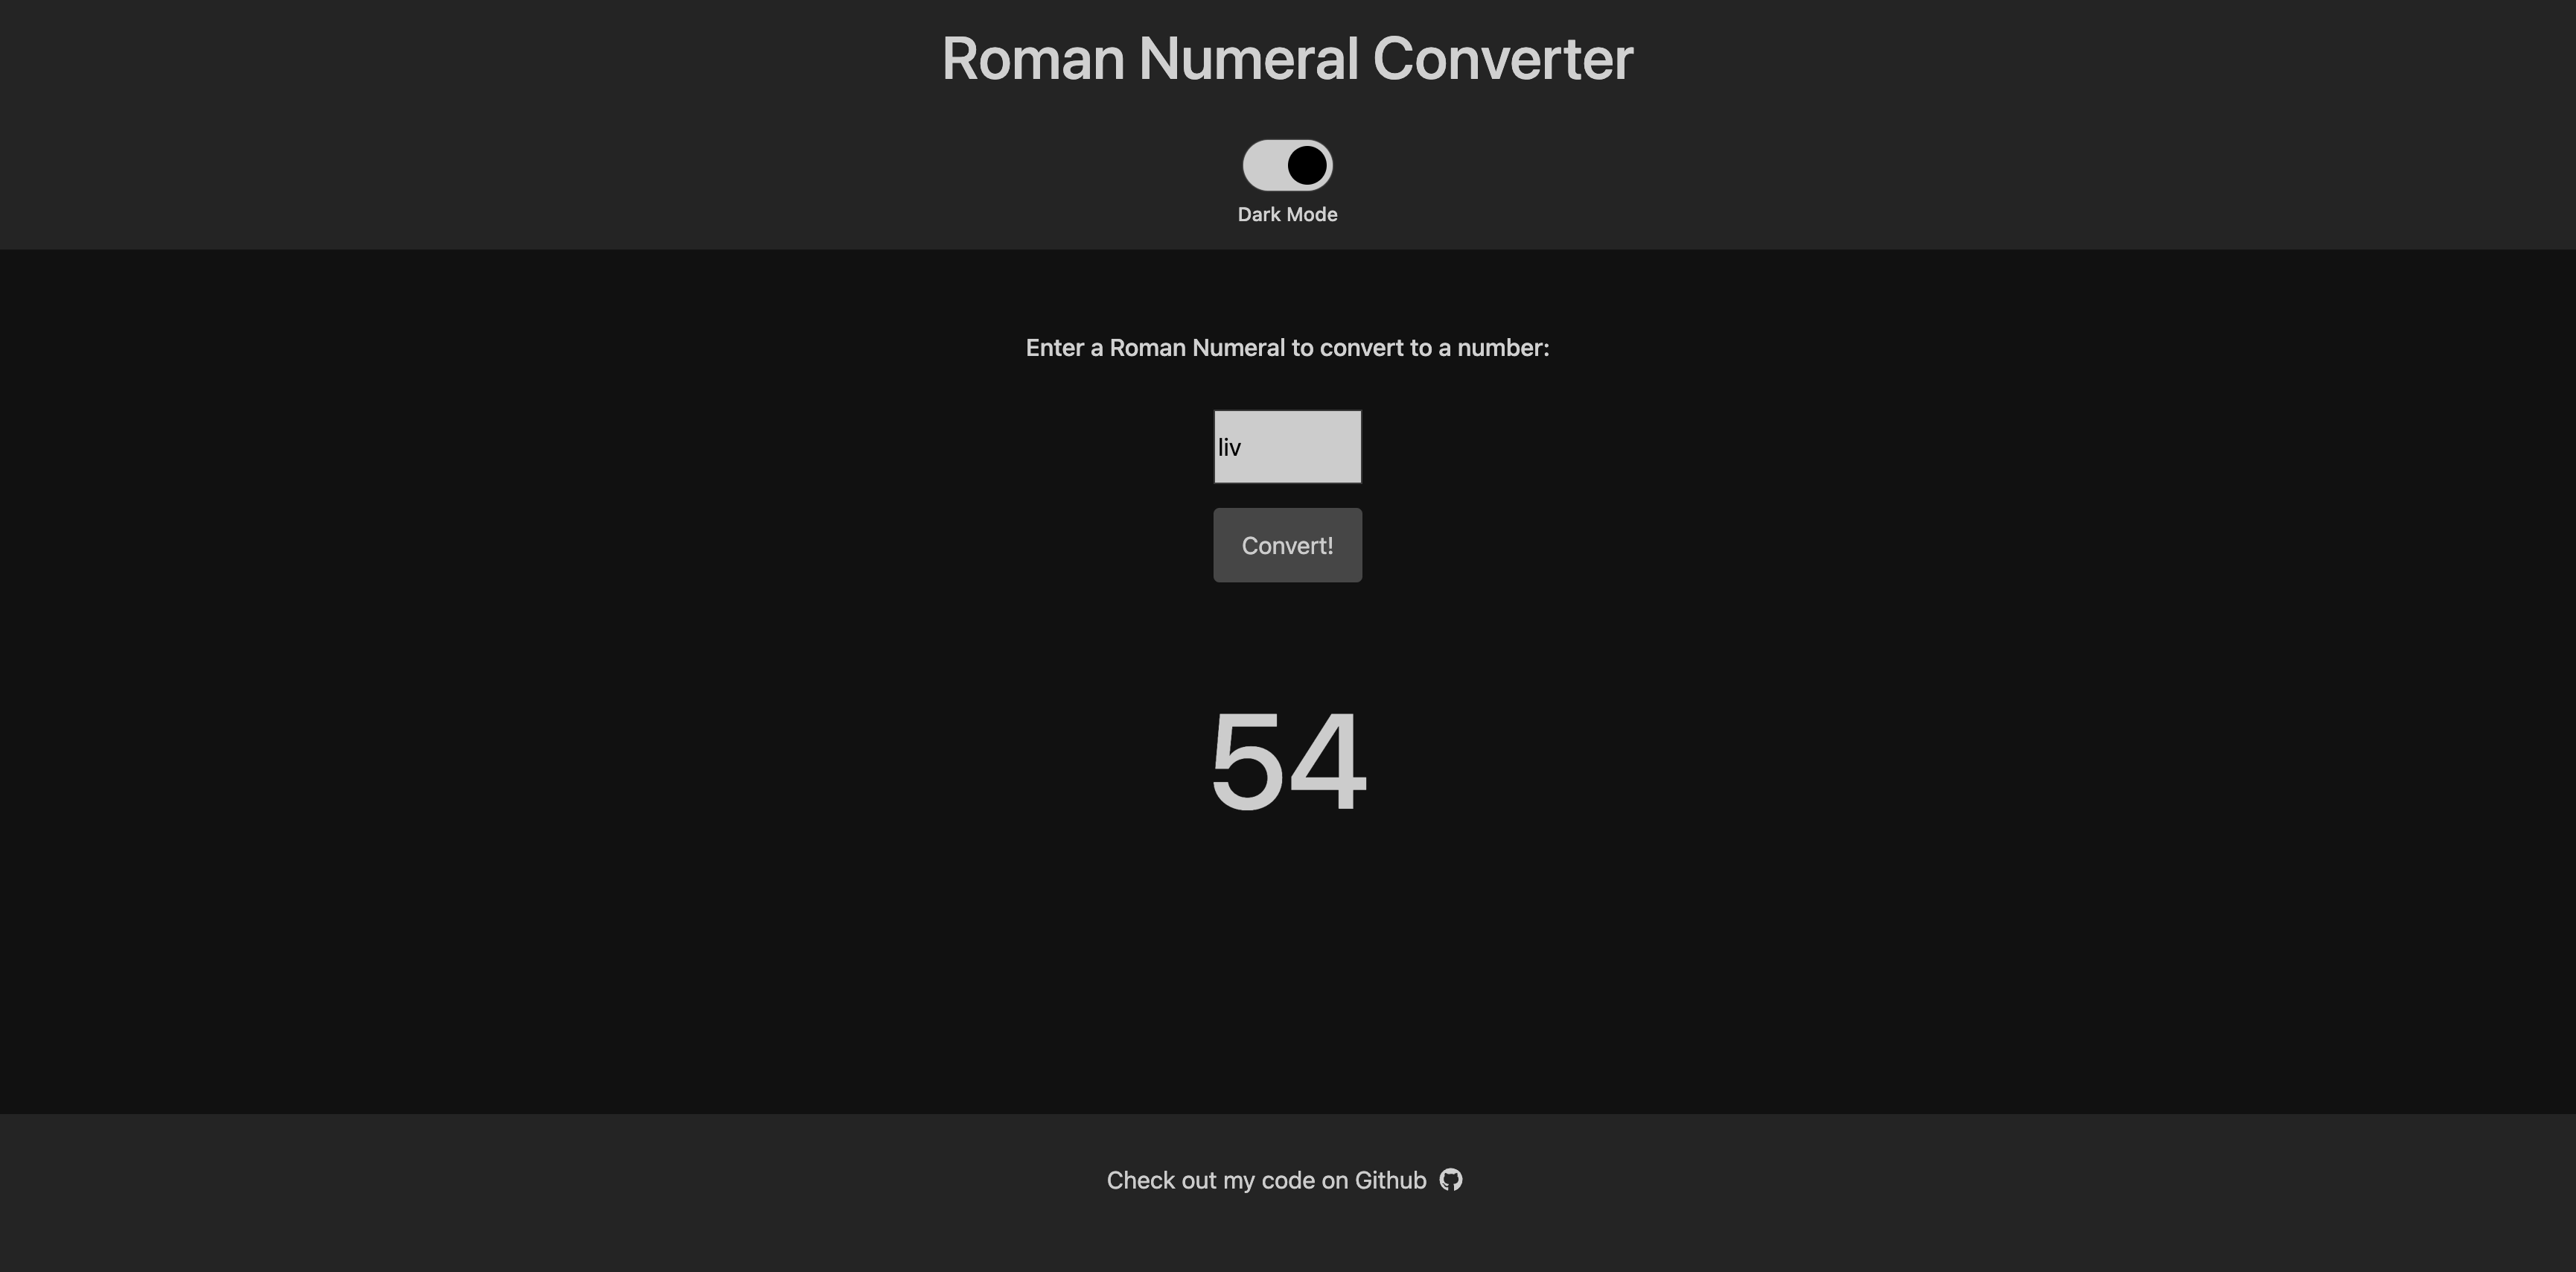 Roman Numeral Converter
Dark Mode
Enter a Roman Numeral to convert to a number:
liv
Convert!
54
Check out my code on Github